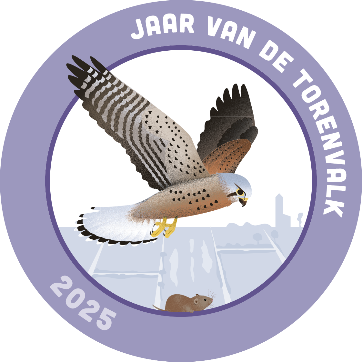 JAAR VAN DE TORENVALK
2025